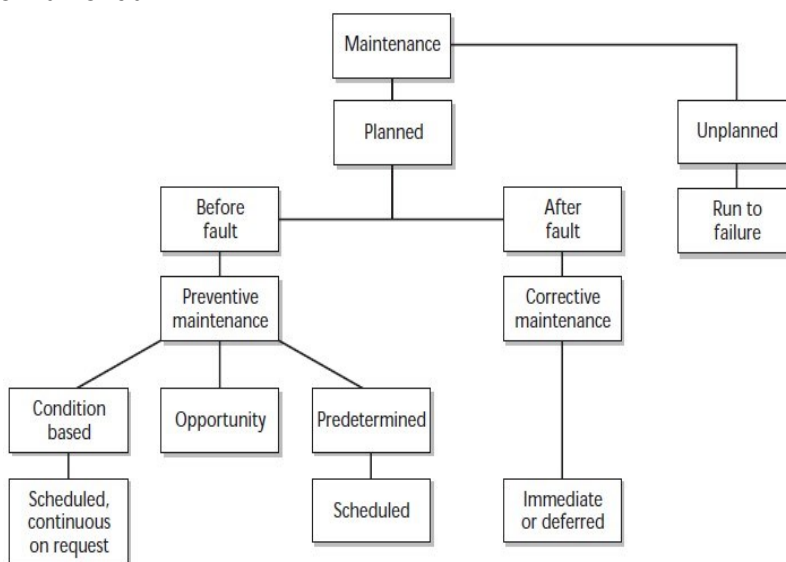 Maintenance
Planned
Unplanned
Before
fault
After
fault
Run to
failure
Preventive
maintenance
Corrective
maintenance
Condition
based
Opportunity
Predetermined
Scheduled,
continuous
on request
Scheduled
Immediate
or deferred